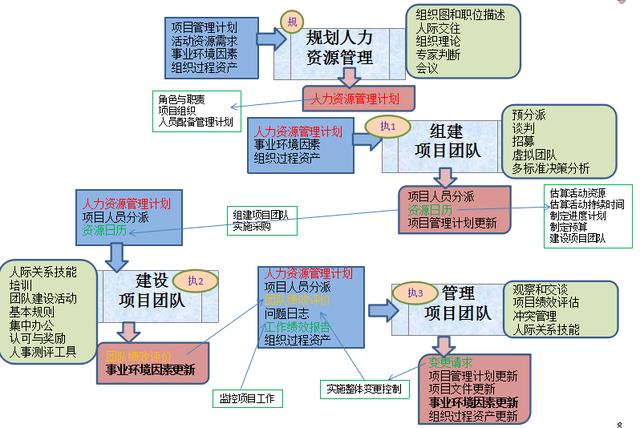 项目管理计划
活动资源需求
事业环境因素
组织过程资产
规
规划人力
资源管理
组织图和职位描述
人际交往
组织理论
专家判断
会议
人力资源管理计划
角色与职责
项目组织
人员配备管理计划
人力资源管理计划
事业环境因素
组织过程资产
执1
组建
项目团队
预分派
谈判
招募
虚拟团队
多标准决策分析
项目人员分派
资源日历
项目管理计划更新
估算活动资源
估算活动持续时间
制定进度计划
制定预算
建设项目团队
人力资源管理计划
项目人员分派
资源日历
组建项目团队
实施采购
人际关系技能
培训
团队建设活动
基本规则
集中办公
认可与奖励
人事测评工具
建设
项目团队
执2
团队绩效评价
事业环境因素更新
人力资源管理计划
项目人员分派
团队绩效评价
问题日志
工作绩效报告
组织过程资产
执3
管理
项目团队
观察和交谈
项目绩效评估
冲突管理
人际关系技能
监控项目工作
实施整体变更控制
变更请求
项目管理计划更新
项目文件更新
事业环境因素更新
组织过程资产更新
8